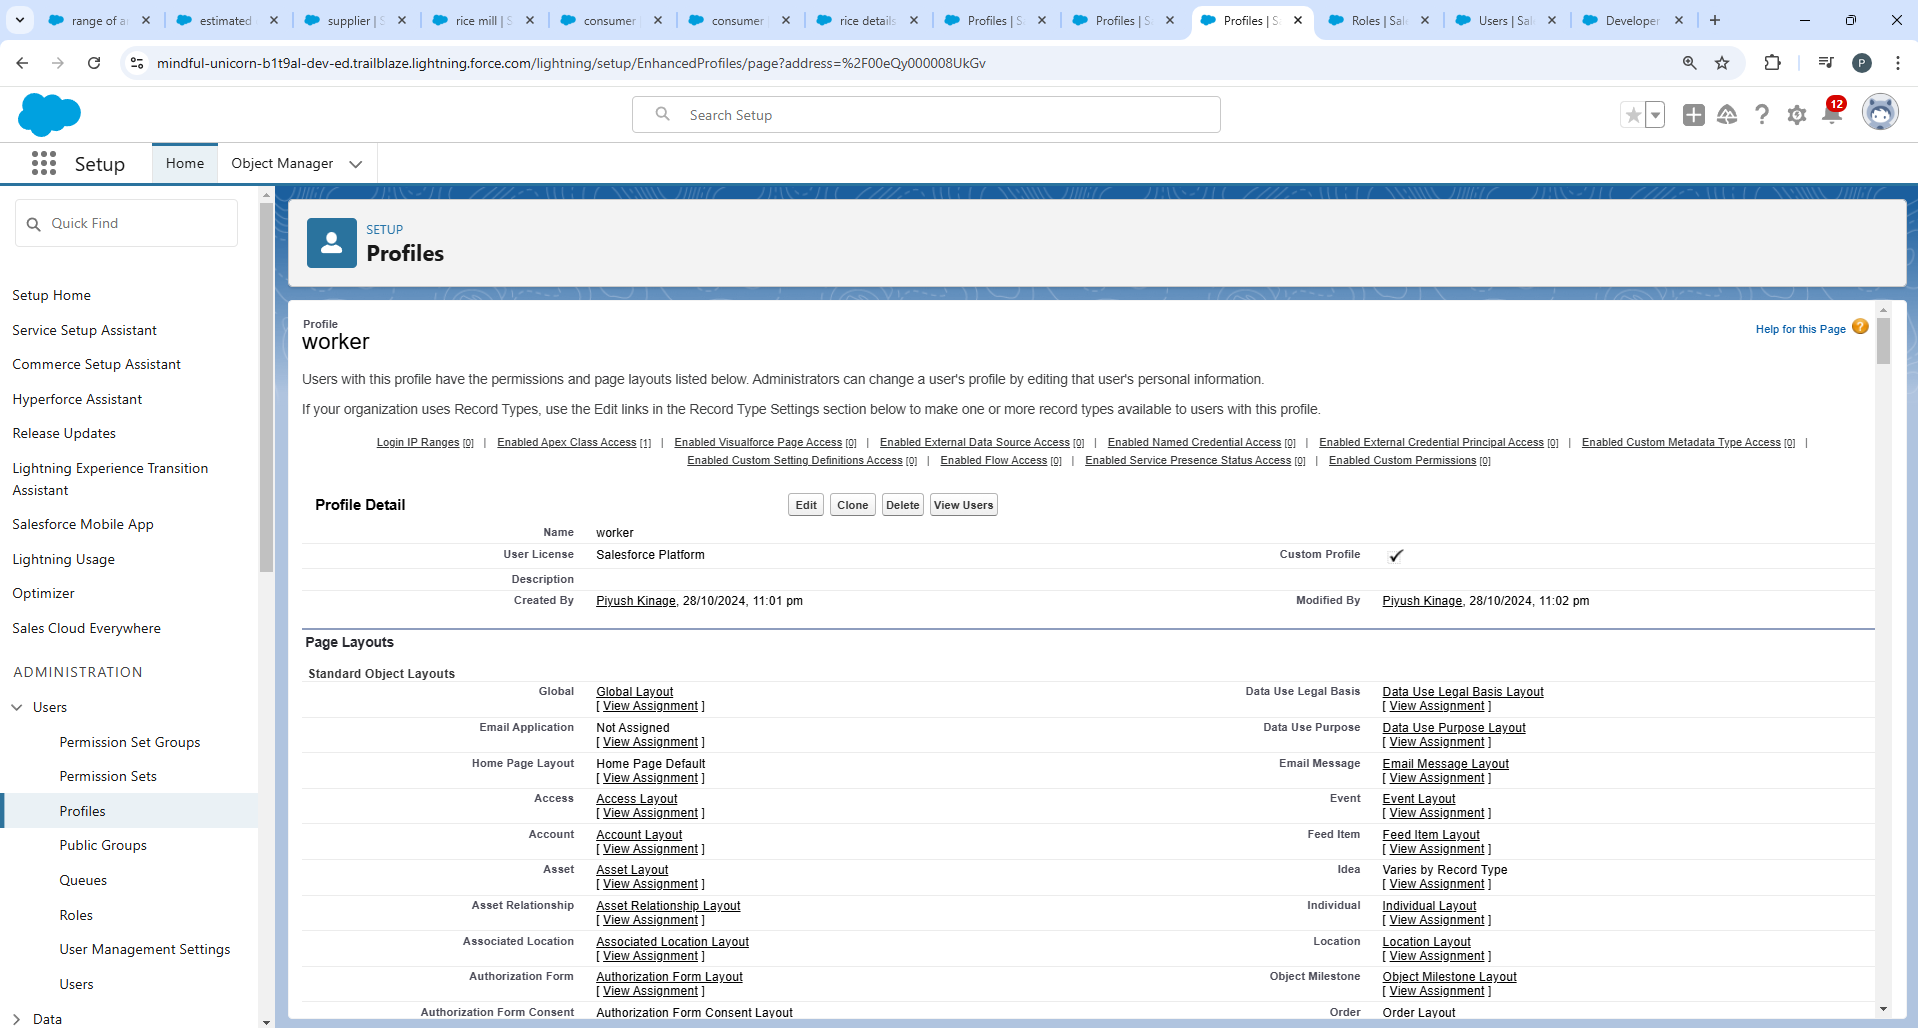 range of a
estimated
supplier | S
rice mill | S
consumer
consumer
rice details
Profiles | Sa
Profiles | Sa
Profiles | Sa
Roles | Sale
Users | Sale
Developer
mindful-unicorn-b1t9al-dev-ed.trailblaze.lightning.force.com/lightning/setup/EnhancedProfiles/page?address=%2F00eQy000008UkGv
P
Search Setup
12
Setup
Home
Object Manager
Quick Find
Setup Home
Service Setup Assistant
Commerce Setup Assistant
Hyperforce Assistant
Release Updates
Lightning Experience Transition
Assistant
Salesforce Mobile App
Lightning Usage
Optimizer
Sales Cloud Everywhere
ADMINISTRATION
Users
Permission Set Groups
Permission Sets
Profiles
Public Groups
Queues
Roles
User Management Settings
Users
Data
SETUP
Profiles
Profile
worker
Help for this Page ?
Users with this profile have the permissions and page layouts listed below. Administrators can change a user's profile by editing that user's personal information.
If your organization uses Record Types, use the Edit links in the Record Type Settings section below to make one or more record types available to users with this profile.
Login IP Ranges [0] | Enabled Apex Class Access [1] | Enabled Visualforce Page Access [0] | Enabled External Data Source Access [0] | Enabled Named Credential Access [0] | Enabled External Credential Principal Access [0] | Enabled Custom Metadata Type Access [0] |
Enabled Custom Setting Definitions Access [0] | Enabled Flow Access [0] | Enabled Service Presence Status Access [0] | Enabled Custom Permissions [0]
Profile Detail
Edit Clone Delete View Users
Name worker
User License Salesforce Platform Custom Profile
Description
Created By Piyush Kinage, 28/10/2024, 11:01 pm Modified By Piyush Kinage, 28/10/2024, 11:02 pm
Page Layouts
Standard Object Layouts
Global Global Layout Data Use Legal Basis Data Use Legal Basis Layout
[ View Assignment ] [ View Assignment ]
Email Application Not Assigned Data Use Purpose Data Use Purpose Layout
[ View Assignment ] [ View Assignment ]
Home Page Layout Home Page Default Email Message Email Message Layout
[ View Assignment ] [ View Assignment ]
Access Access Layout Event Event Layout
[ View Assignment ] [ View Assignment ]
Account Account Layout Feed Item Feed Item Layout
[ View Assignment ] [ View Assignment ]
Asset Asset Layout Idea Varies by Record Type
[ View Assignment ] [ View Assignment ]
Asset Relationship Asset Relationship Layout Individual Individual Layout
[ View Assignment ] [ View Assignment ]
Associated Location Associated Location Layout Location Location Layout
[ View Assignment ] [ View Assignment ]
Authorization Form Authorization Form Layout Object Milestone Object Milestone Layout
[ View Assignment ] [ View Assignment ]
Authorization Form Consent Authorization Form Consent Layout Order Order Layout